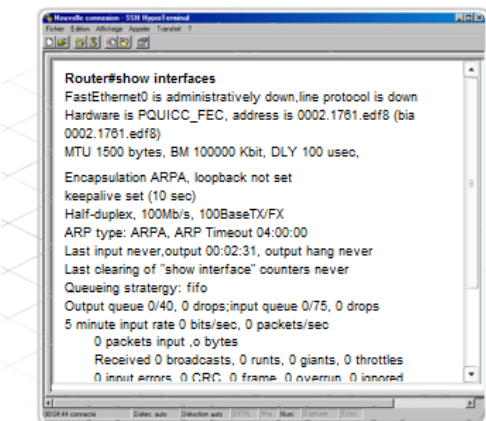 Nouvelle connexion - SSH HyperTerminal
Fichier Edition Affichage Appeler Transfert ?
Router#show interfaces
FastEthernet0 is administratively down,line protocol is down
Hardware is PQUICC_FEC, address is 0002.1761.edf8 (bia
0002.1761.edf8)
MTU 1500 bytes, BM 100000 Kbit, DLY 100 usec,
Encapsulation ARPA, loopback not set
keepalive set (10 sec)
Half-duplex, 100Mb/s, 100BaseTX/FX
ARP type: ARPA, ARP Timeout 04:00:00
Last input never,output 00:02:31, output hang never
Last clearing of "show interface" counters never
Queueing stratergy: fifo
Output queue 0/40, 0 drops;input queue 0/75, 0 drops
5 minute input rate 0 bits/sec, 0 packets/sec
0 packets input ,o bytes
Received 0 broadcasts, 0 runts, 0 giants, 0 throttles
0 input errors, 0 CRC, 0 frame, 0 overrun, 0 ignored
00:04:44 connecté Détec. auto Détection auto DEFIL Maj Num Capturer Echo